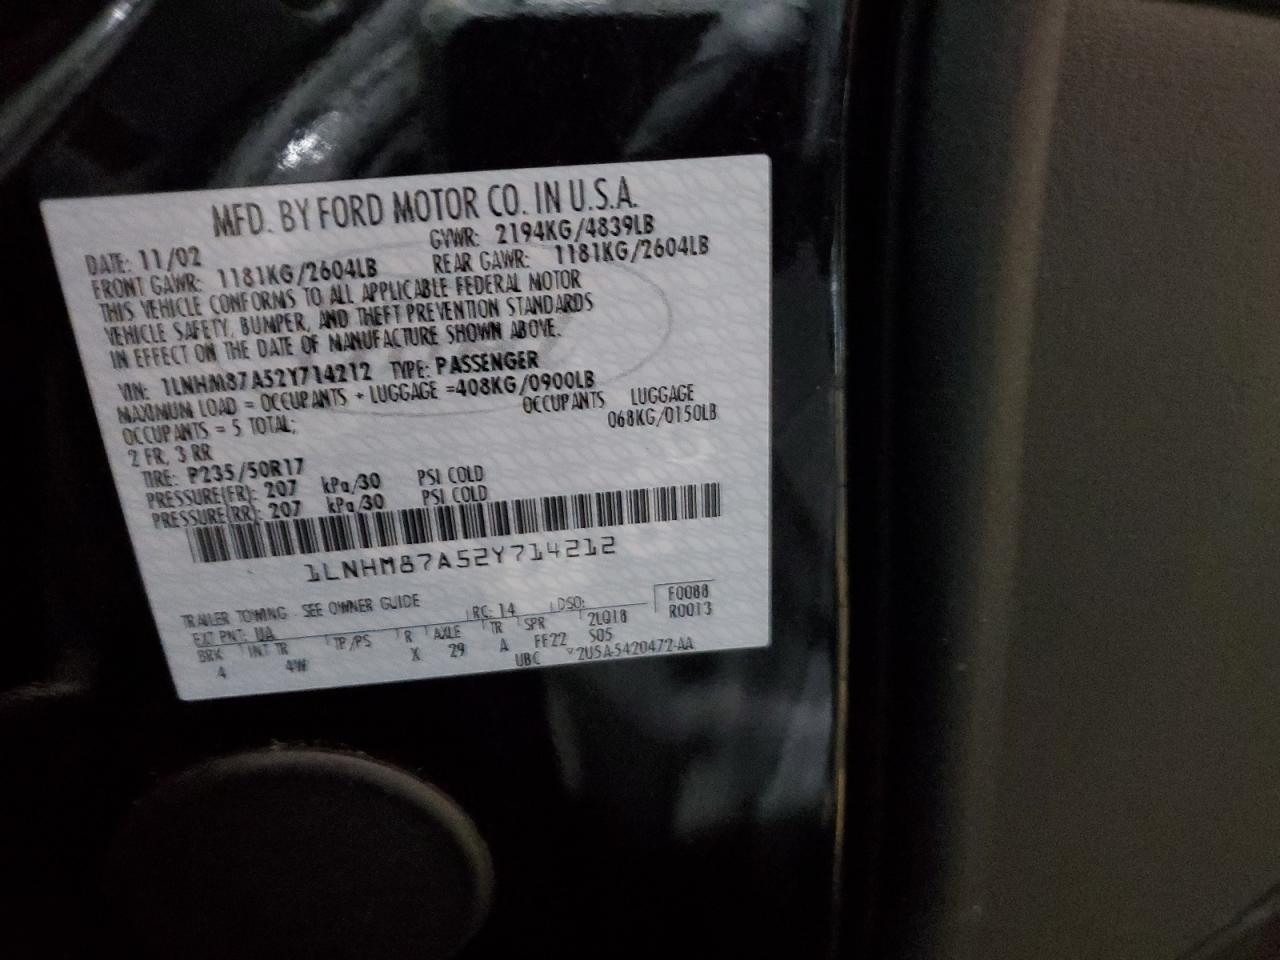 MFD. BY FORD MOTOR CO. IN U.S.A.
DATE: 11/02 GVWR: 2194KG/4839LB
FRONT GAWR: 1181KG/2604LB REAR GAWR: 1181KG/2604LB
THIS VEHICLE CONFORMS TO ALL APPLICABLE FEDERAL MOTOR
VEHICLE SAFETY, BUMPER, AND THEFT PREVENTION STANDARDS
IN EFFECT ON THE DATE OF MANUFACTURE SHOWN ABOVE.
VIN: 1LNHM87A52Y714212 TYPE: PASSENGER
MAXIMUM LOAD = OCCUPANTS + LUGGAGE =408KG/0900LB
OCCUPANTS = 5 TOTAL; OCCUPANTS LUGGAGE
2 FR, 3 RR 068KG/0150LB
TIRE: P235/50R17
PRESSURE(FR): 207 kPa/30 PSI COLD
PRESSURE(RR): 207 kPa/30 PSI COLD
1LNHM87A52Y714212
TRAILER TOWING - SEE OWNER GUIDE
EXT PNT: UA RC: 14 DSO: F0088
BRK INT TR TP/PS R AXLE TR SPR 2LQ18 R0013
4 4W X 29 A FF22 S05
UBC 2U5A-5420472-AA